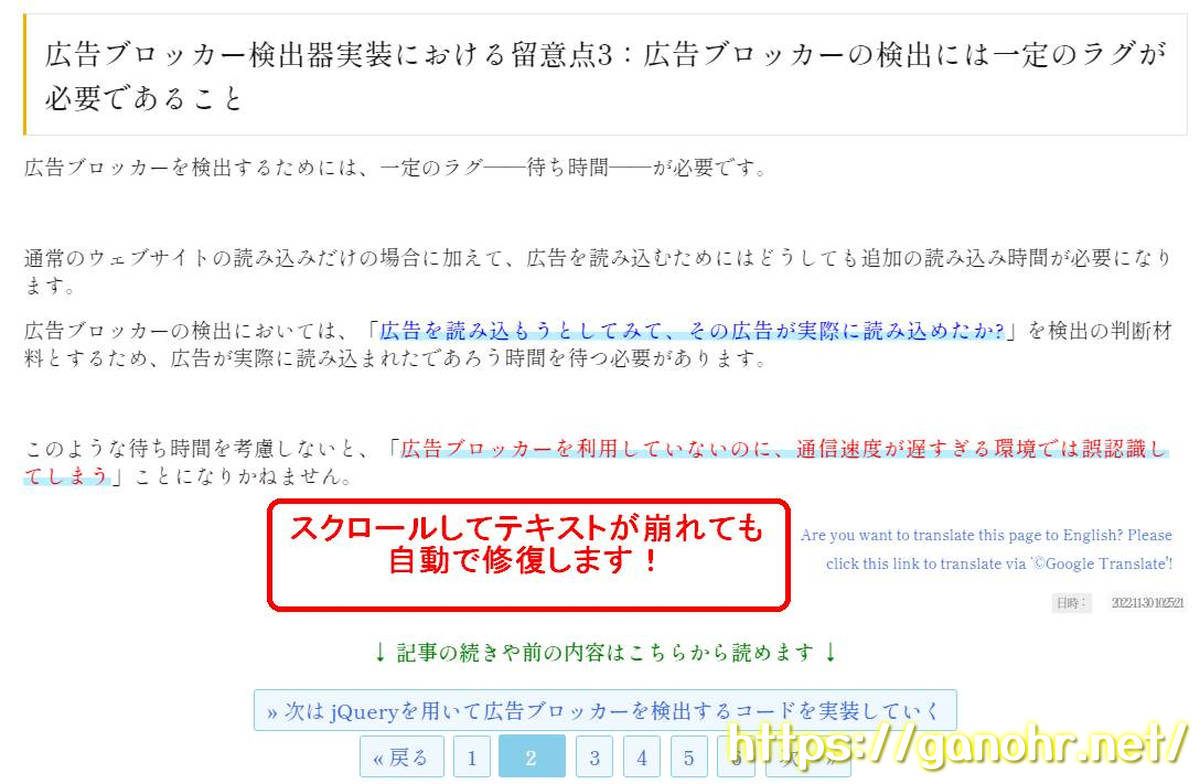 広告ブロッカー検出器実装における留意点3：広告ブロッカーの検出には一定のラグが
必要であること
広告ブロッカーを検出するためには、一定のラグ――待ち時間――が必要です。
通常のウェブサイトの読み込みだけの場合に加えて、広告を読み込むためにはどうしても追加の読み込み時間が必要になり
ます。
広告ブロッカーの検出においては、「広告を読み込もうとしてみて、その広告が実際に読み込めたか?」を検出の判断材
料とするため、広告が実際に読み込まれたであろう時間を待つ必要があります。
このような待ち時間を考慮しないと、「広告ブロッカーを利用していないのに、通信速度が遅すぎる環境では誤認識し
てしまう」ことになりかねません。
スクロールしてテキストが崩れても
自動で修復します！
Are you want to translate this page to English? Please
click this link to translate via '©Google Translate'!
日時： 2022-11-30 10:25:21
↓ 記事の続きや前の内容はこちらから読めます ↓
» 次は jQueryを用いて広告ブロッカーを検出するコードを実装していく
« 戻る 1 2 3 4 5 6
https://ganohr.net/